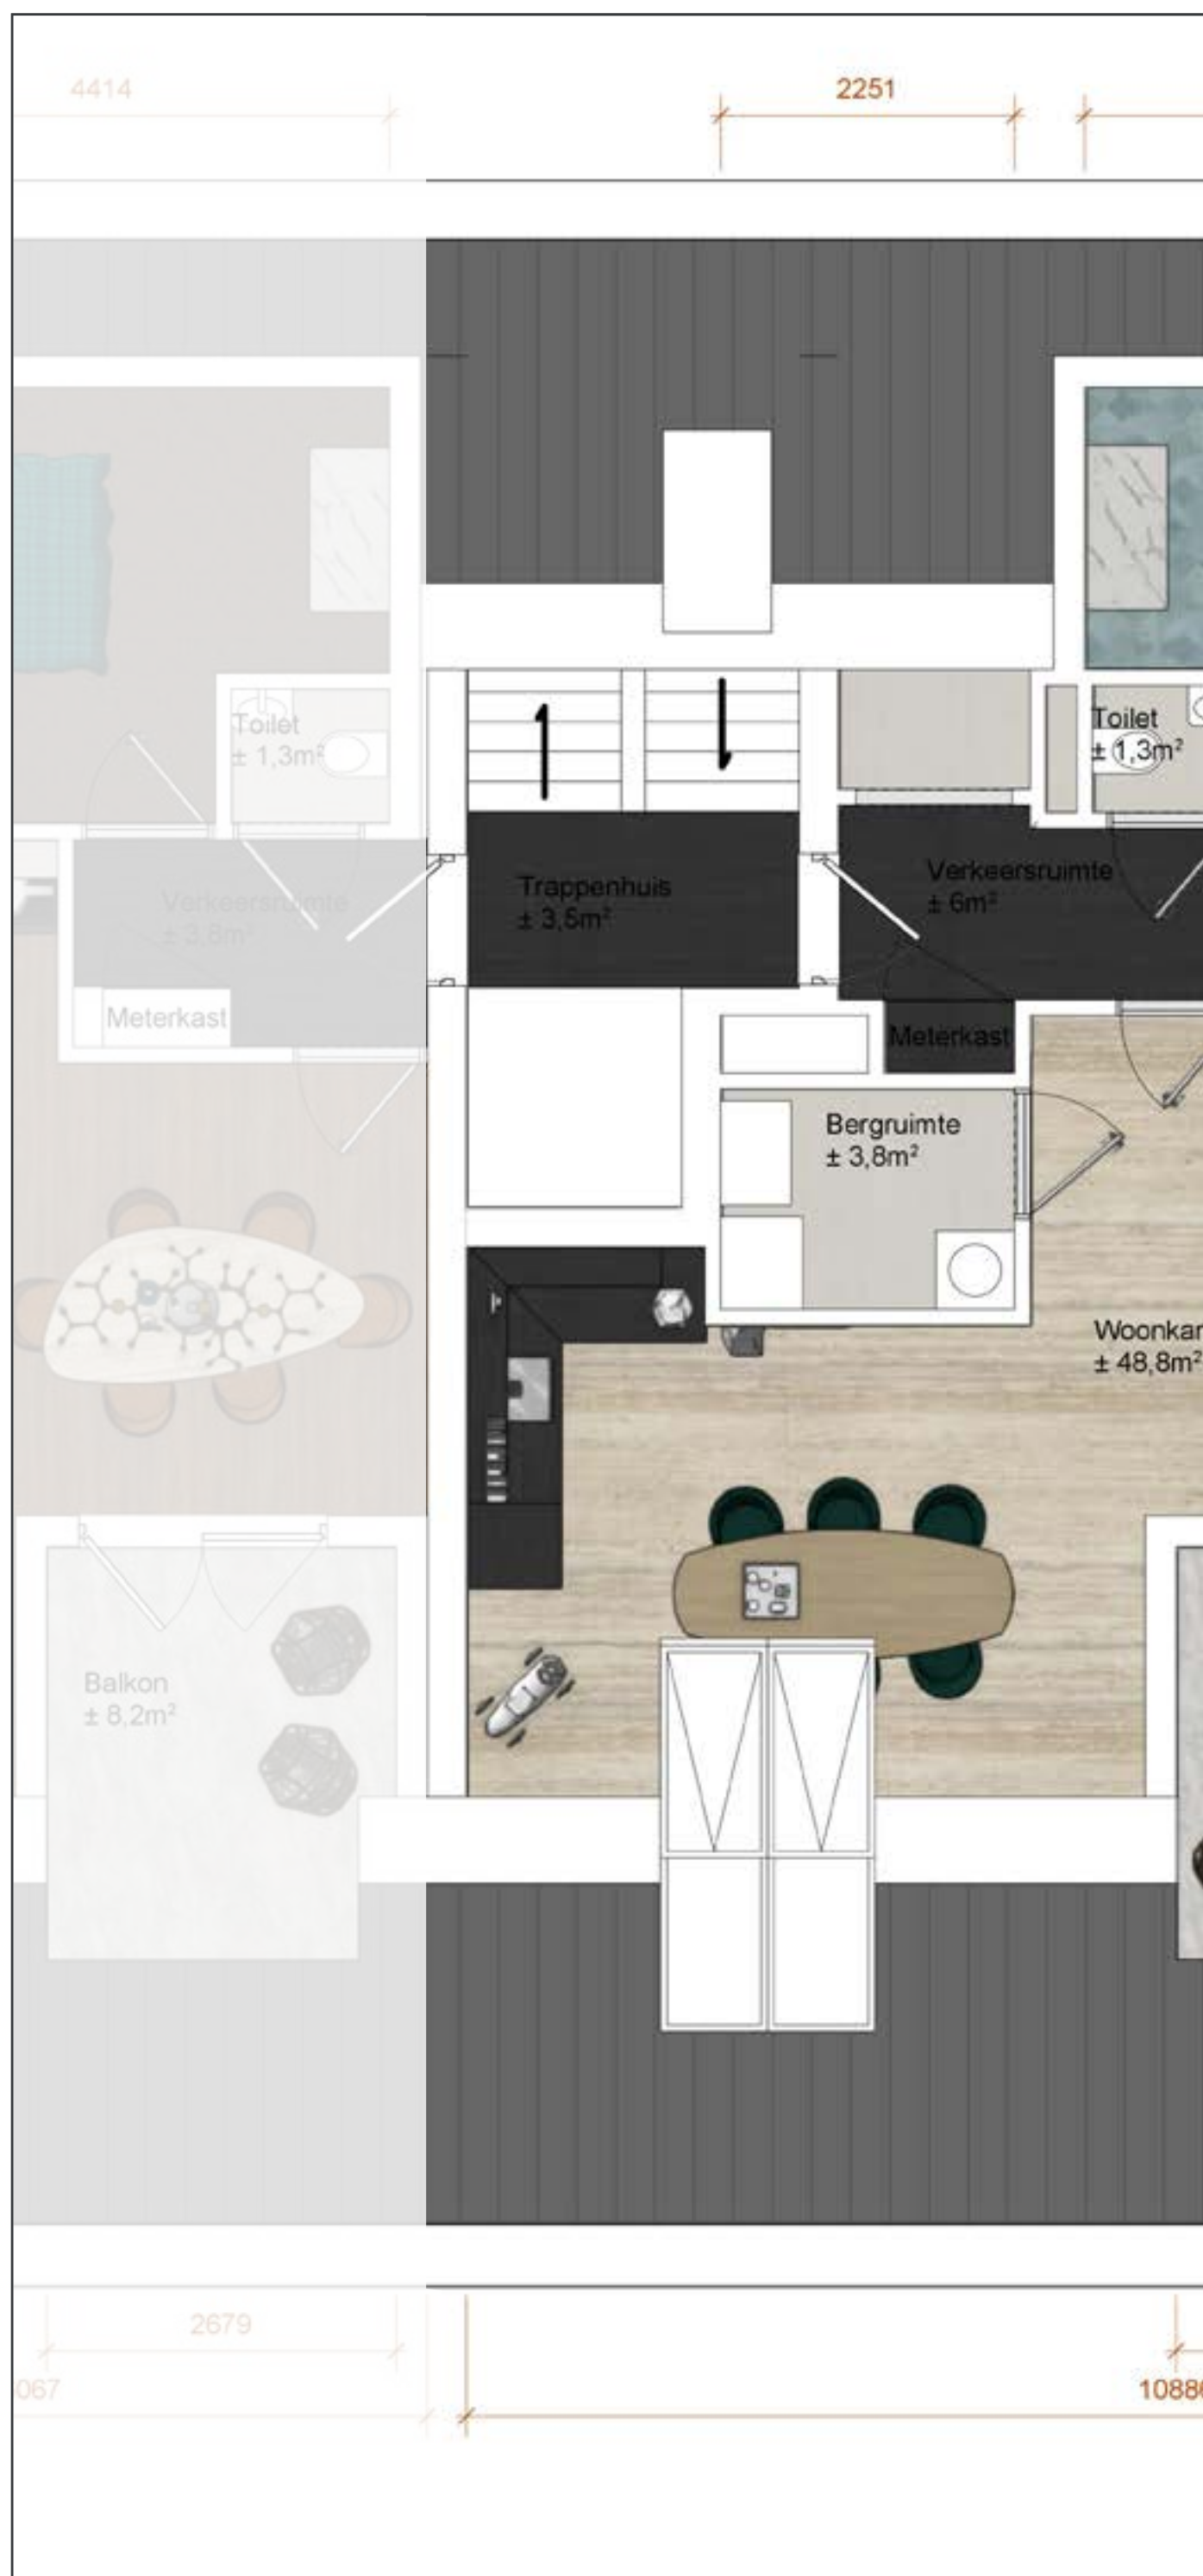 4414
2251
Toilet
± 1,3m²
Toilet
± 1,3m²
Verkeersruimte
± 3,8m²
Trappenhuis
± 3,5m²
Verkeersruimte
± 6m²
Meterkast
Meterkast
Bergruimte
± 3,8m²
Woonkar
± 48,8m²
Balkon
± 8,2m²
2679
067
1088